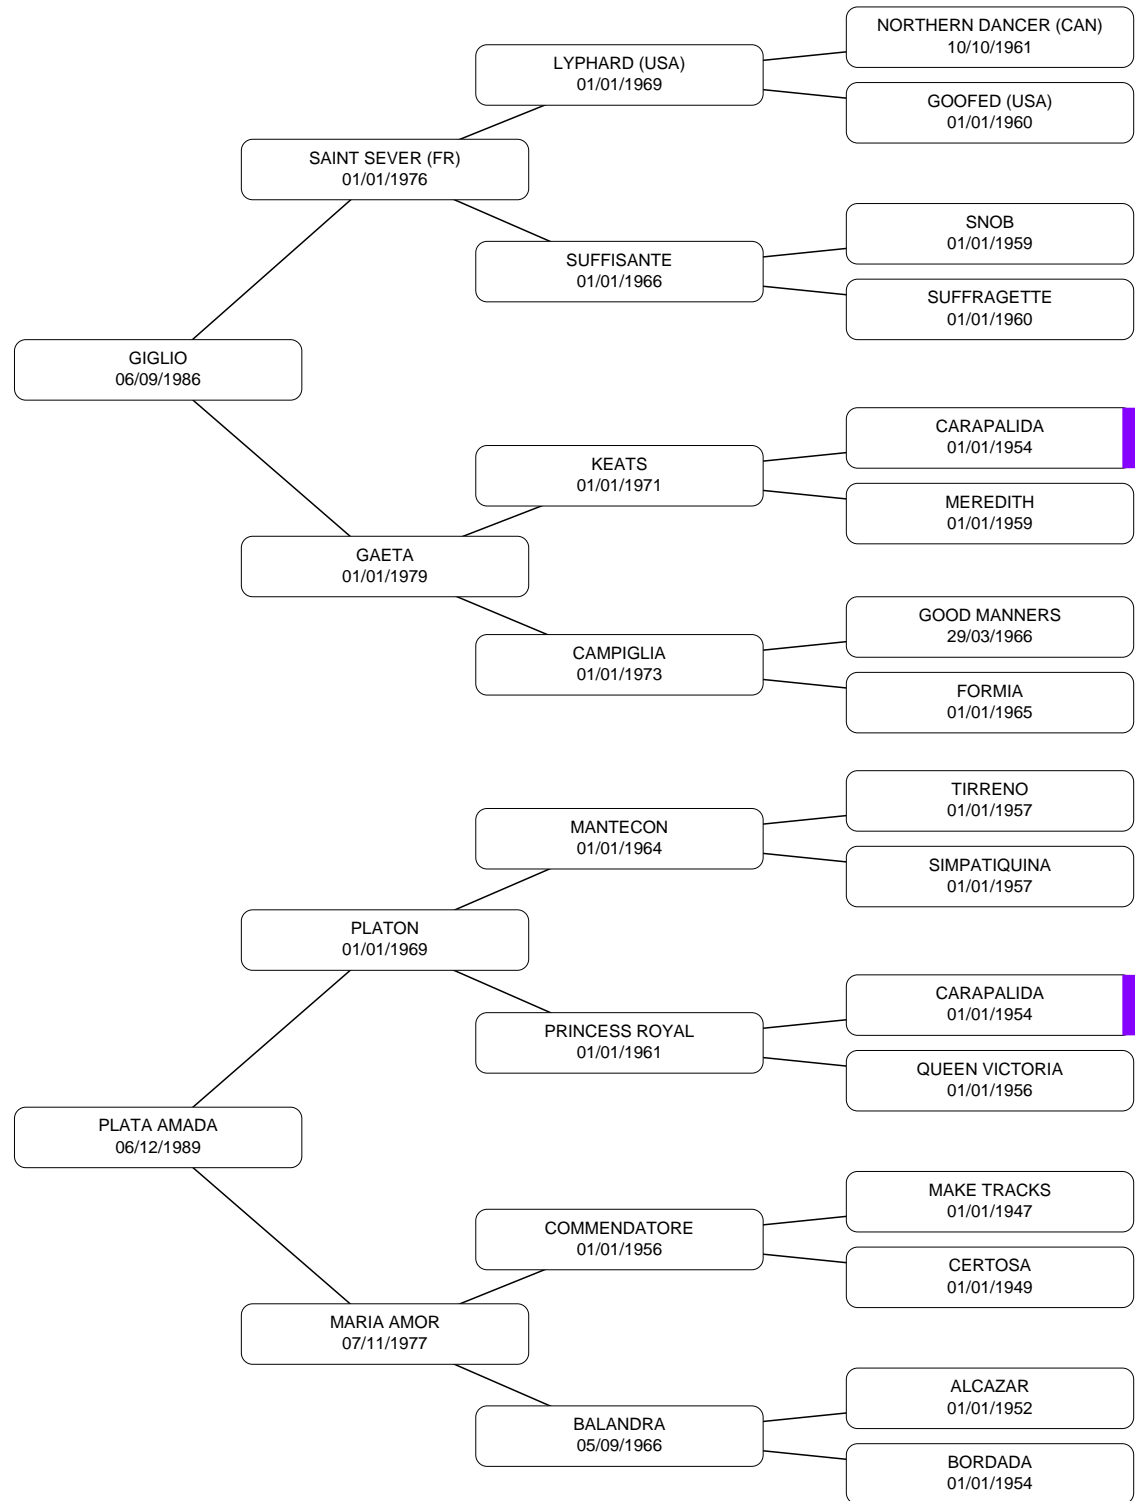 NORTHERN DANCER (CAN)
10/10/1961
LYPHARD (USA)
01/01/1969
GOOFED (USA)
01/01/1960
SAINT SEVER (FR)
01/01/1976
SNOB
01/01/1959
SUFFISANTE
01/01/1966
SUFFRAGETTE
01/01/1960
GIGLIO
06/09/1986
CARAPALIDA
01/01/1954
KEATS
01/01/1971
MEREDITH
01/01/1959
GAETA
01/01/1979
GOOD MANNERS
29/03/1966
CAMPIGLIA
01/01/1973
FORMIA
01/01/1965
TIRRENO
01/01/1957
MANTECON
01/01/1964
SIMPATIQUINA
01/01/1957
PLATON
01/01/1969
CARAPALIDA
01/01/1954
PRINCESS ROYAL
01/01/1961
QUEEN VICTORIA
01/01/1956
PLATA AMADA
06/12/1989
MAKE TRACKS
01/01/1947
COMMENDATORE
01/01/1956
CERTOSA
01/01/1949
MARIA AMOR
07/11/1977
ALCAZAR
01/01/1952
BALANDRA
05/09/1966
BORDADA
01/01/1954